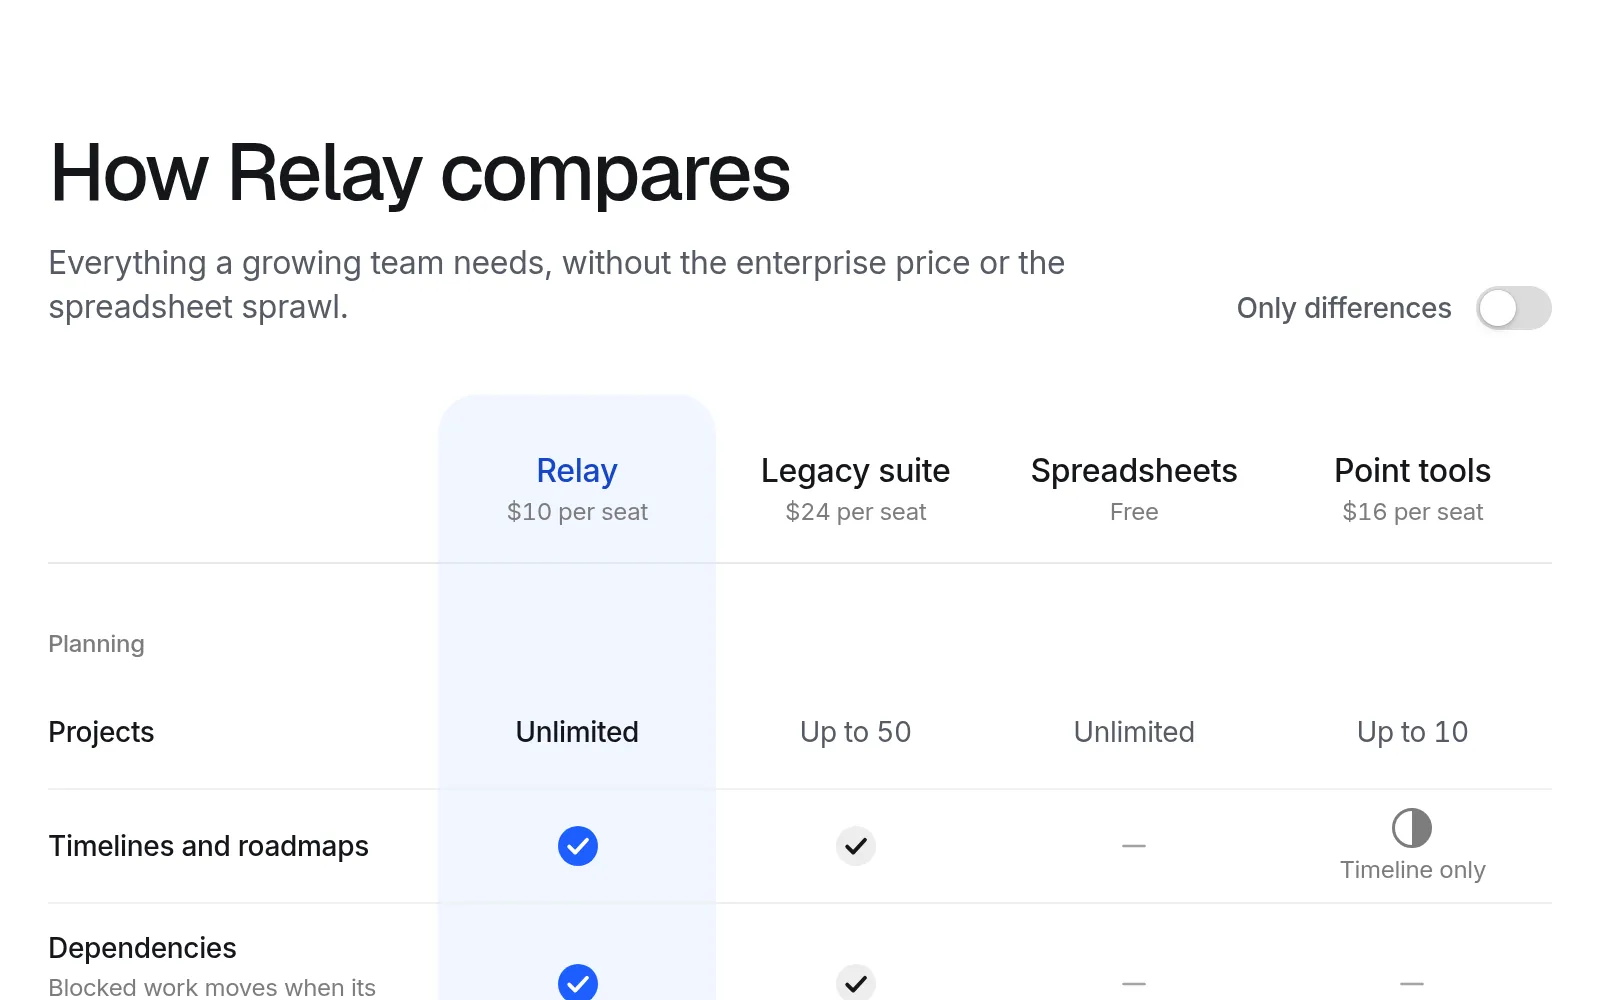 How Relay compares
Everything a growing team needs, without the enterprise price or the
spreadsheet sprawl.
Only differences
Relay
$10 per seat
Legacy suite
$24 per seat
Spreadsheets
Free
Point tools
$16 per seat
Planning
Projects
Unlimited
Up to 50
Unlimited
Up to 10
Timelines and roadmaps
Timeline only
Dependencies
Blocked work moves when its